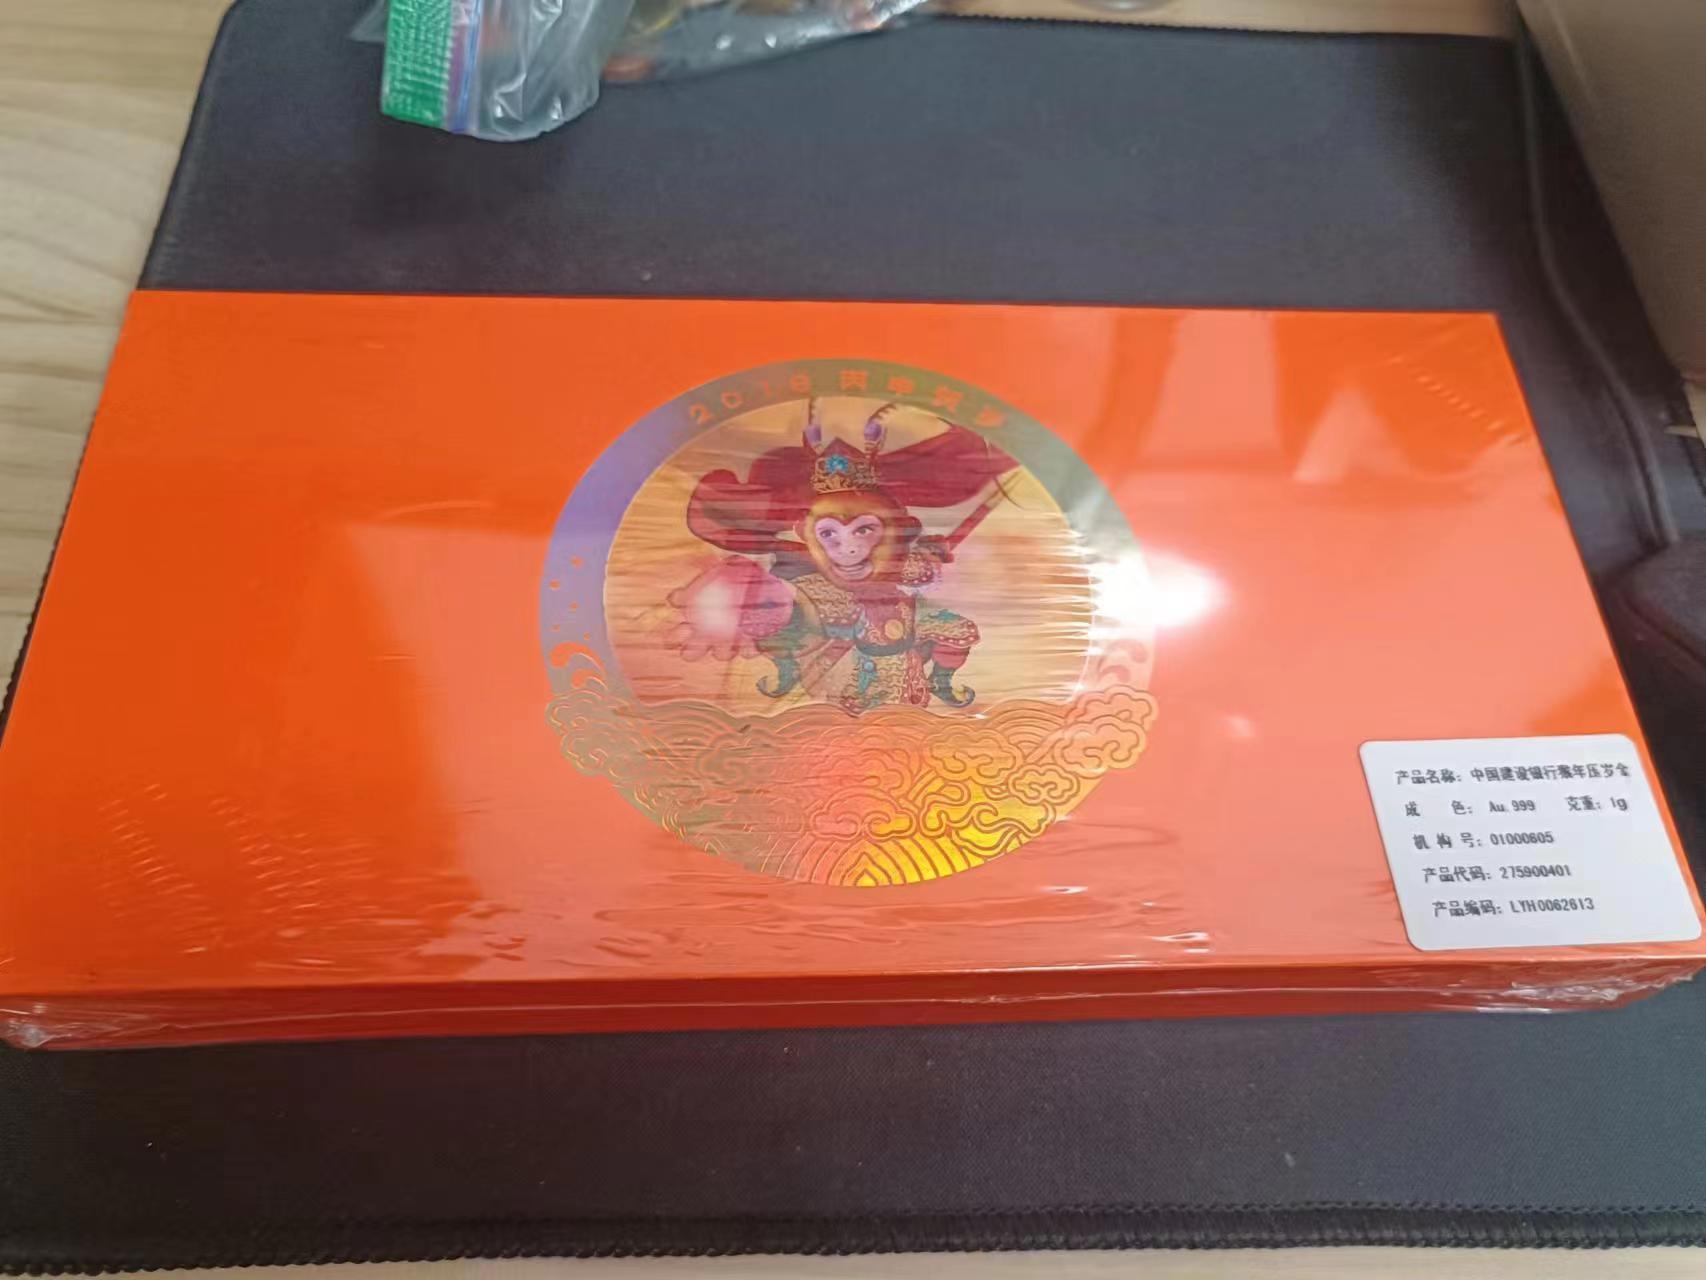 2016 丙申贺岁
产品名称：中国建设银行猴年压岁金
成 色：Au.999 克重：1g
机 构 号：01000605
产品代码：275900401
产品编码：LYH0062613